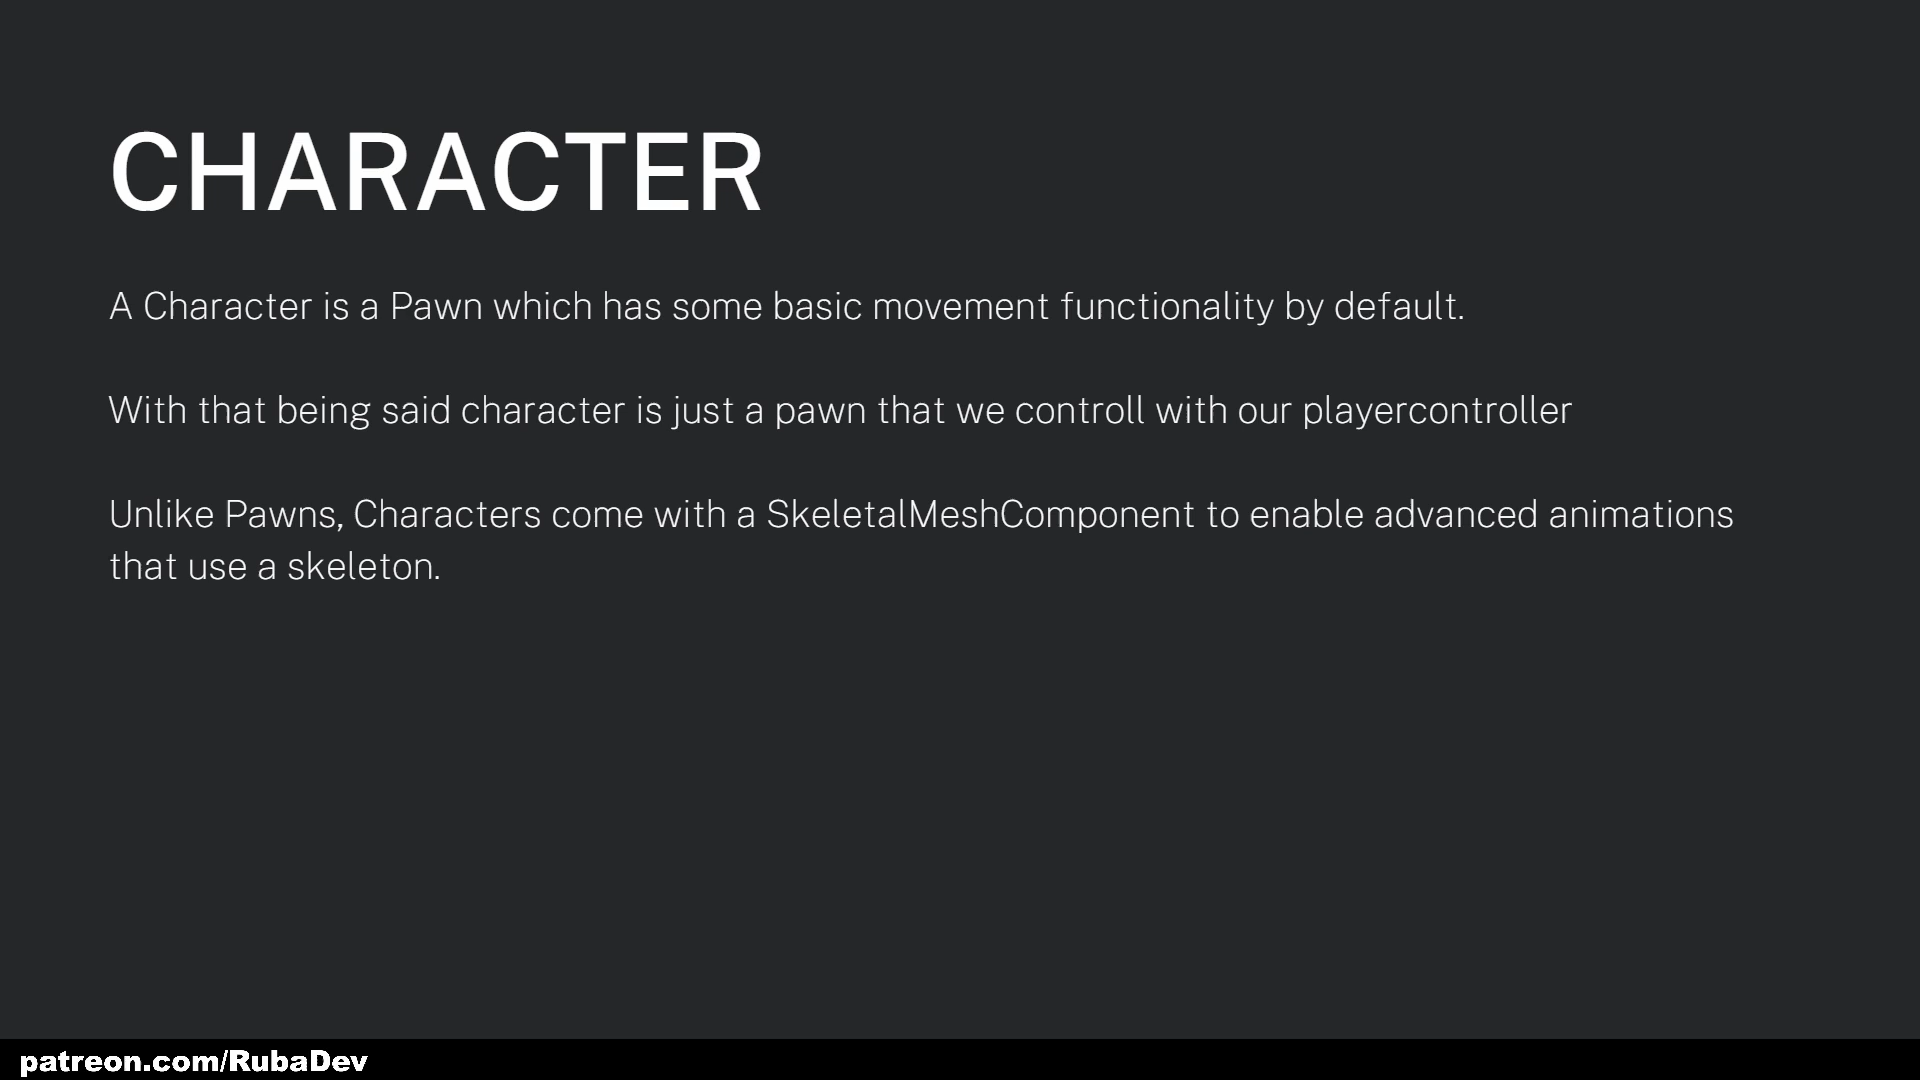 CHARACTER
A Character is a Pawn which has some basic movement functionality by default.
With that being said character is just a pawn that we controll with our playercontroller
Unlike Pawns, Characters come with a SkeletalMeshComponent to enable advanced animations
that use a skeleton.
patreon.com/RubaDev